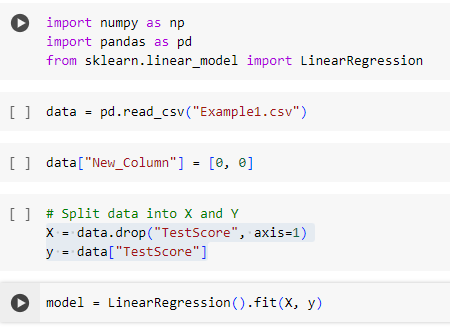 import numpy as np
import pandas as pd
from sklearn.linear_model import LinearRegression
[ ] data = pd.read_csv("Example1.csv")
[ ] data["New_Column"] = [0, 0]
[ ] # Split data into X and Y
X = data.drop("TestScore", axis=1)
y = data["TestScore"]
model = LinearRegression().fit(X, y)